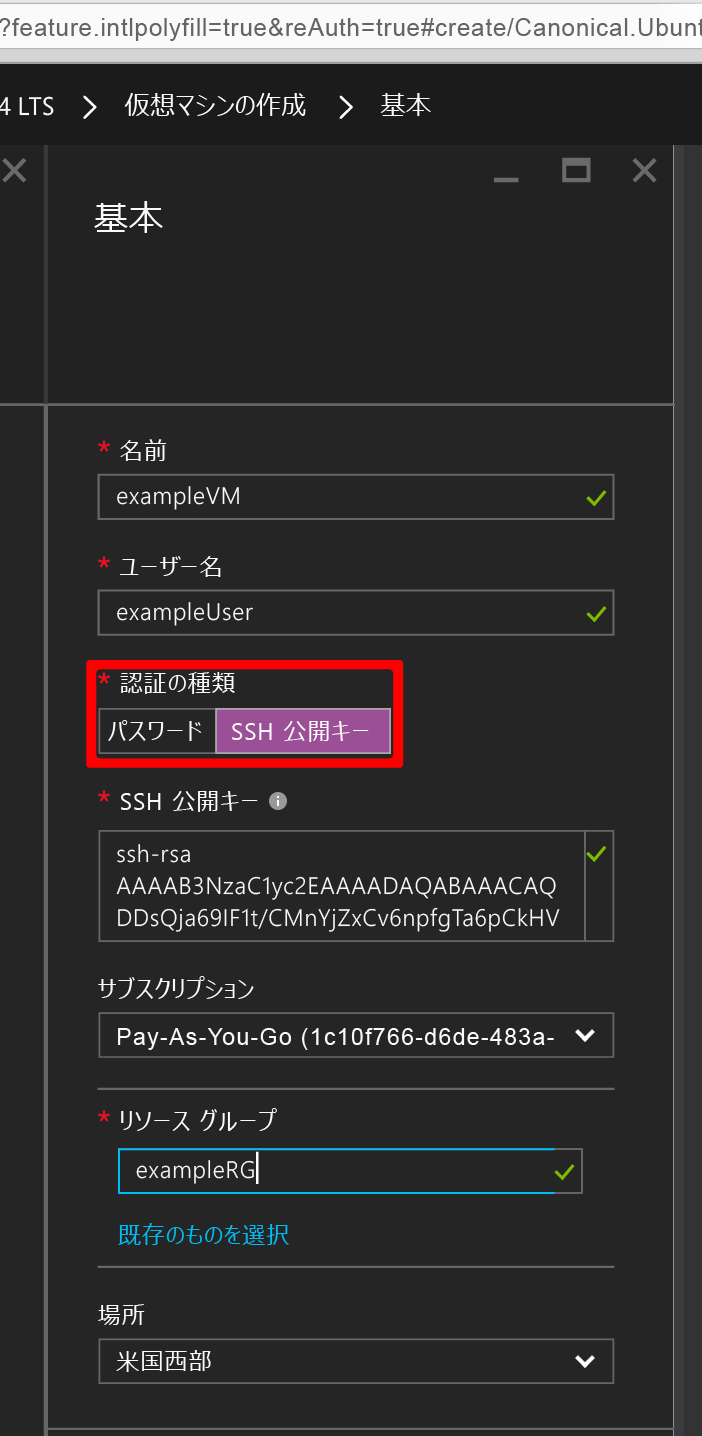 ?feature.intlpolyfill=true&reAuth=true#create/Canonical.Ubunt
4 LTS > 仮想マシンの作成 > 基本
基本
* 名前
exampleVM
* ユーザー名
exampleUser
* 認証の種類
パスワード SSH 公開キー
* SSH 公開キー
ssh-rsa
AAAAB3NzaC1yc2EAAAADAQABAAACAQ
DDsQja69IF1t/CMnYjZxCv6npfgTa6pCkHV
サブスクリプション
Pay-As-You-Go (1c10f766-d6de-483a-
* リソース グループ
exampleRG
既存のものを選択
場所
米国西部